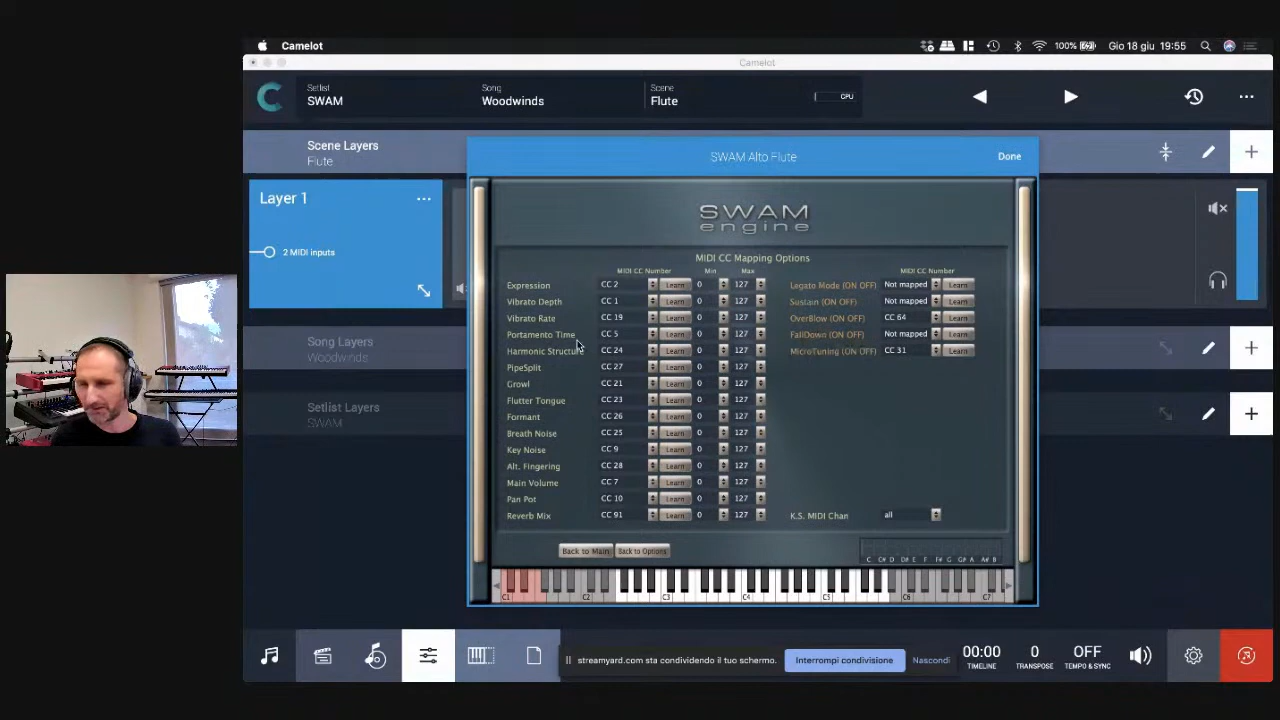 Camelot
100%
Gio 18 giu 19:55
Camelot
Setlist
SWAM
Song
Woodwinds
Scene
Flute
CPU
Scene Layers
Flute
Layer 1
2 MIDI inputs
Song Layers
Woodwinds
Setlist Layers
SWAM
SWAM Alto Flute
Done
SWAM
engine
MIDI CC Mapping Options
MIDI CC Number Min Max
Expression CC 2 Learn 0 127
Vibrato Depth CC 1 Learn 0 127
Vibrato Rate CC 19 Learn 0 127
Portamento Time CC 5 Learn 0 127
Harmonic Structure CC 24 Learn 0 127
PipeSplit CC 27 Learn 0 127
Growl CC 21 Learn 0 127
Flutter Tongue CC 23 Learn 0 127
Formant CC 26 Learn 0 127
Breath Noise CC 25 Learn 0 127
Key Noise CC 9 Learn 0 127
Alt. Fingering CC 28 Learn 0 127
Main Volume CC 7 Learn 0 127
Pan Pot CC 10 Learn 0 127
Reverb Mix CC 91 Learn 0 127
MIDI CC Number
Legato Mode (ON OFF) Not mapped Learn
Sustain (ON OFF) Not mapped Learn
OverBlow (ON OFF) CC 64 Learn
FallDown (ON OFF) Not mapped Learn
MicroTuning (ON OFF) CC 31 Learn
K.S. MIDI Chan all
Back to Main Back to Options
C C# D D# E F F# G G# A A# B
C1 C2 C3 C4 C5 C6 C7
streamyard.com sta condividendo il tuo schermo.
Interrompi condivisione
Nascondi
00:00
TIMELINE
0
TRANSPOSE
OFF
TEMPO & SYNC